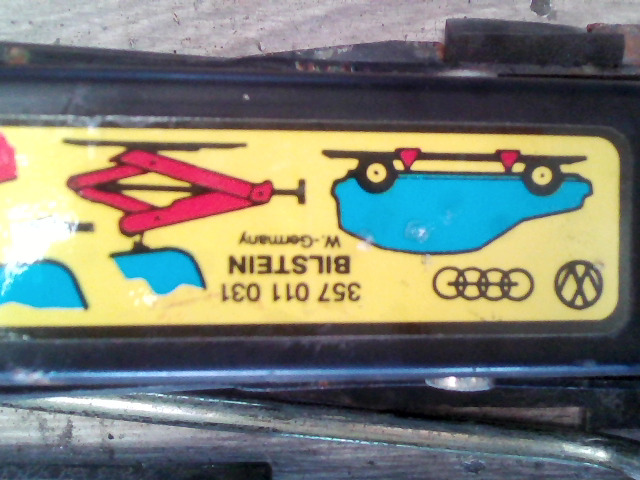 357 011 031
BILSTEIN
W.-Germany